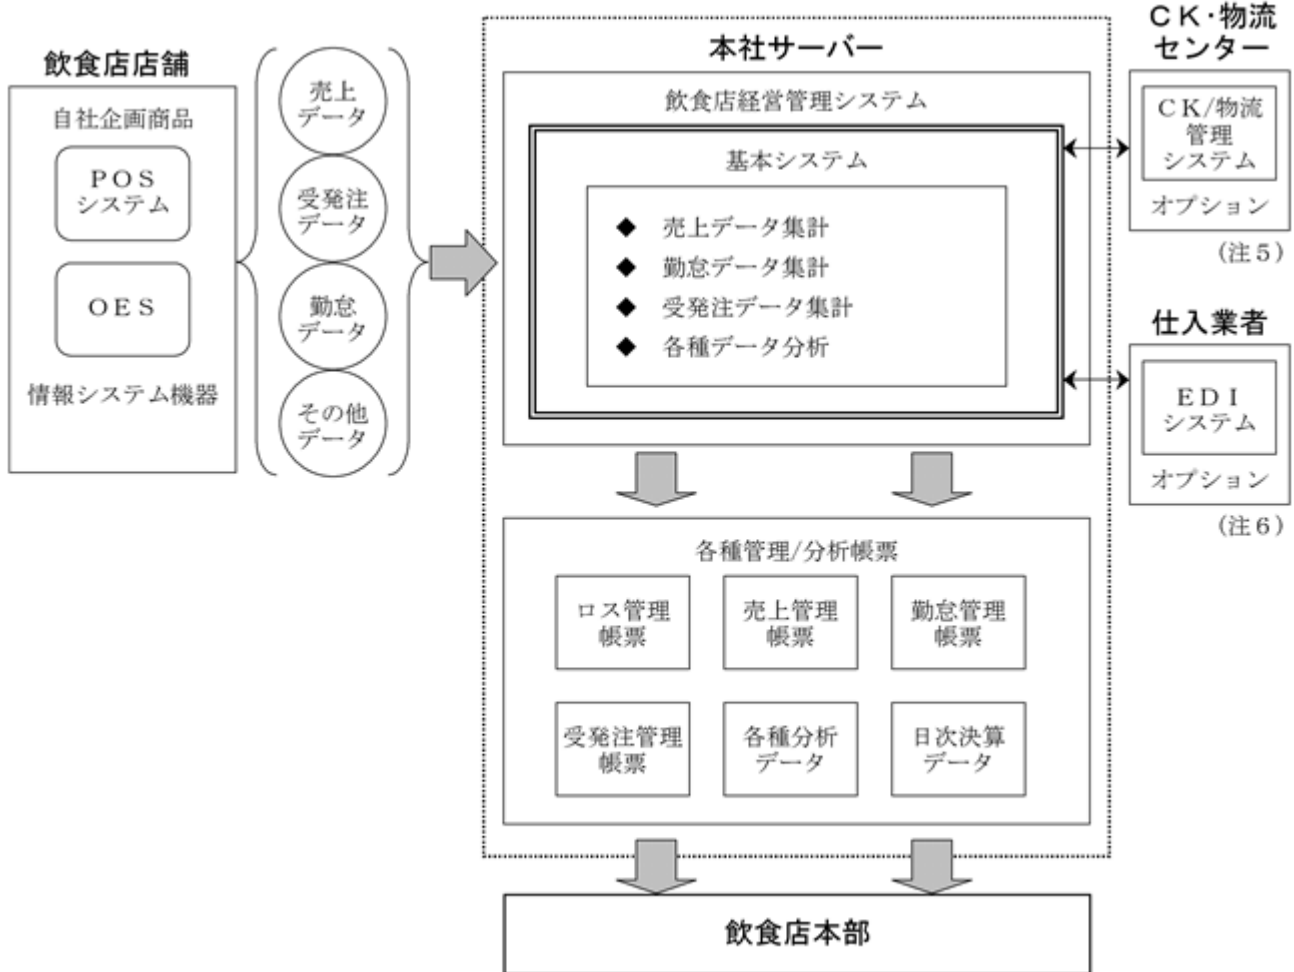 飲食店店舗
自社企画商品
ＰＯＳ
システム
ＯＥＳ
情報システム機器
売上
データ
受発注
データ
勤怠
データ
その他
データ
本社サーバー
飲食店経営管理システム
基本システム
◆ 売上データ集計
◆ 勤怠データ集計
◆ 受発注データ集計
◆ 各種データ分析
ＣＫ・物流
センター
ＣＫ/物流
管理
システム
オプション
(注５)
仕入業者
ＥＤＩ
システム
オプション
(注６)
各種管理/分析帳票
ロス管理
帳票
売上管理
帳票
勤怠管理
帳票
受発注管理
帳票
各種分析
データ
日次決算
データ
飲食店本部